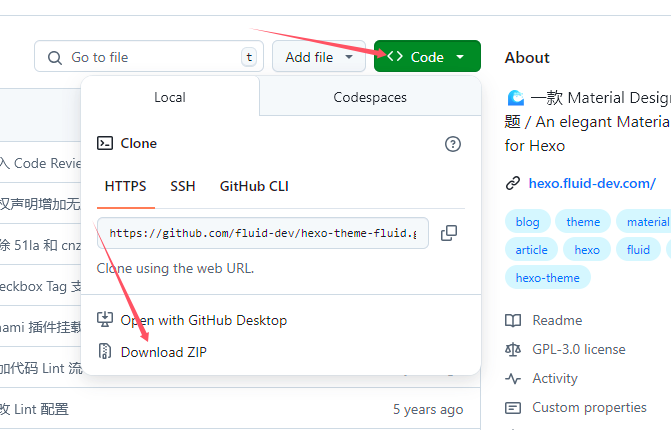 Go to file
t
Add file
Code
About
Local
Codespaces
一款 Material Design
题 / An elegant Material
for Hexo
Clone
入 Code Revie
HTTPS
SSH
GitHub CLI
hexo.fluid-dev.com/
权声明增加无
blog
theme
material
https://github.com/fluid-dev/hexo-theme-fluid.g
除 51la 和 cnz
article
hexo
fluid
Clone using the web URL.
hexo-theme
eckbox Tag 支
Open with GitHub Desktop
Readme
ami 插件挂载
Download ZIP
GPL-3.0 license
加代码 Lint 流
Activity
改 Lint 配置
5 years ago
Custom properties